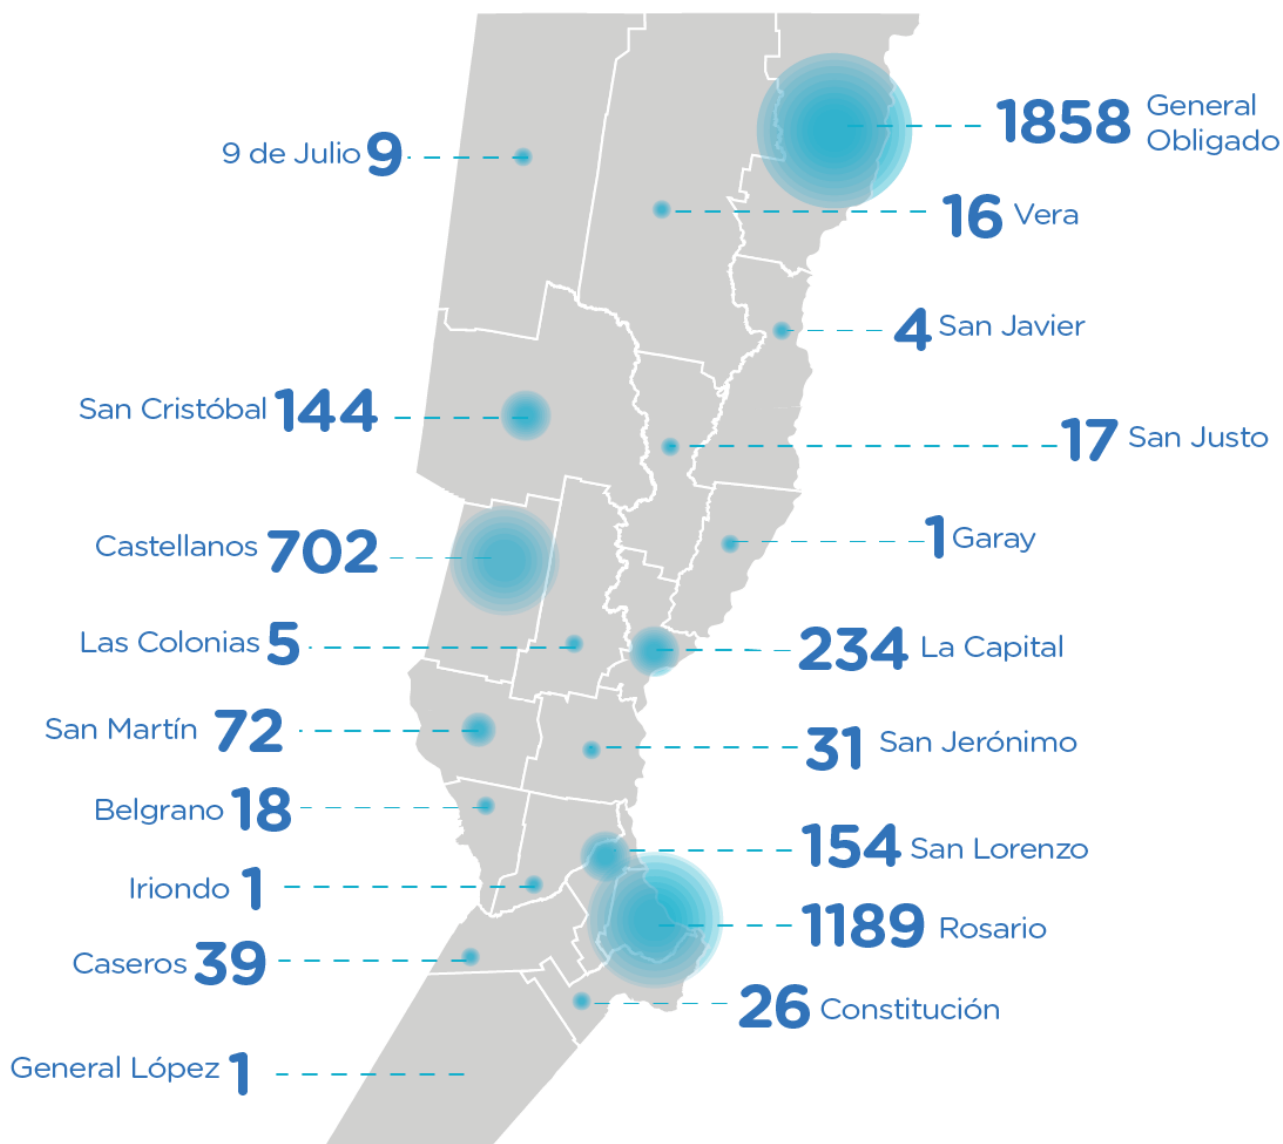 General
1858 Obligado
9 de Julio 9
16 Vera
4 San Javier
San Cristóbal 144
17 San Justo
Castellanos 702
1 Garay
Las Colonias 5
234 La Capital
San Martín 72
31 San Jerónimo
Belgrano 18
154 San Lorenzo
Iriondo 1
1189 Rosario
Caseros 39
26 Constitución
General López 1